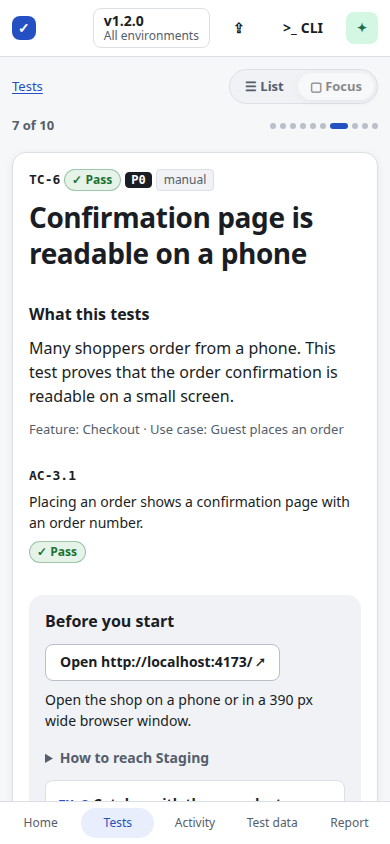 v1.2.0
All environments
>_ CLI
Tests
List
Focus
7 of 10
TC-6 ✓ Pass P0 manual
Confirmation page is
readable on a phone
What this tests
Many shoppers order from a phone. This
test proves that the order confirmation is
readable on a small screen.
Feature: Checkout · Use case: Guest places an order
AC-3.1
Placing an order shows a confirmation page with
an order number.
✓ Pass
Before you start
Open http://localhost:4173/ ↗
Open the shop on a phone or in a 390 px
wide browser window.
▶ How to reach Staging
Home
Tests
Activity
Test data
Report